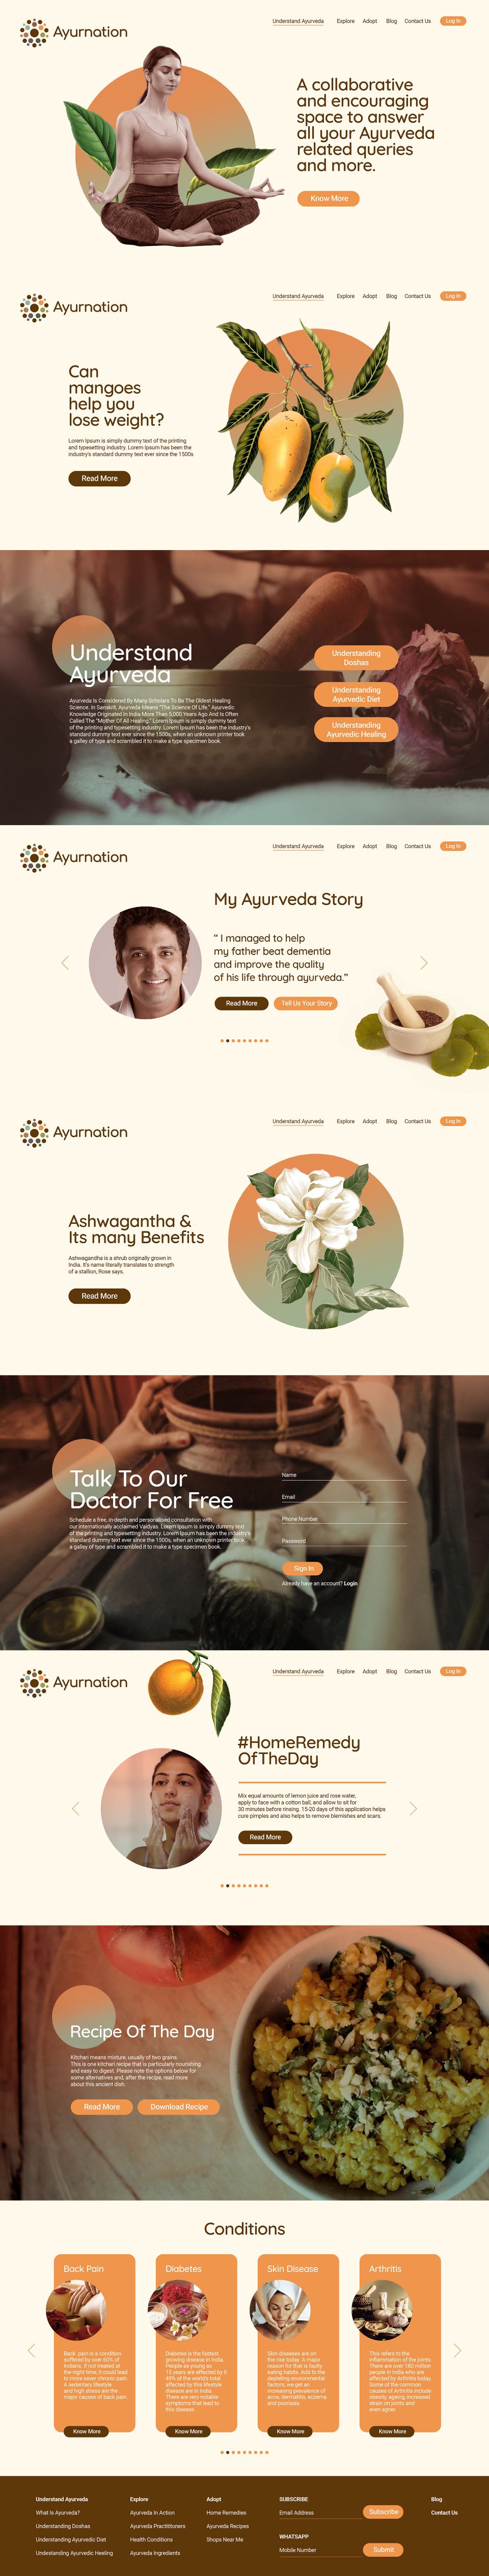 Ayurnation
Understand Ayurveda Explore Adopt Blog Contact Us Log In
A collaborative
and encouraging
space to answer
all your Ayurveda
related queries
and more.
Know More
Ayurnation
Understand Ayurveda Explore Adopt Blog Contact Us Log In
Can
mangoes
help you
lose weight?
Lorem Ipsum is simply dummy text of the printing
and typesetting industry. Lorem Ipsum has been the
industry's standard dummy text ever since the 1500s
Read More
Understand
Ayurveda
Ayurveda Is Considered By Many Scholars To Be The Oldest Healing
Science. In Sanskrit, Ayurveda Means "The Science Of Life." Ayurvedic
Knowledge Originated In India More Than 5,000 Years Ago And Is Often
Called The "Mother Of All Healing." Lorem Ipsum is simply dummy text
of the printing and typesetting industry. Lorem Ipsum has been the industry's
standard dummy text ever since the 1500s, when an unknown printer took
a galley of type and scrambled it to make a type specimen book.
Understanding
Doshas
Understanding
Ayurvedic Diet
Understanding
Ayurvedic Healing
Ayurnation
Understand Ayurveda Explore Adopt Blog Contact Us Log In
My Ayurveda Story
“ I managed to help
my father beat dementia
and improve the quality
of his life through ayurveda.”
Read More Tell Us Your Story
Ayurnation
Understand Ayurveda Explore Adopt Blog Contact Us Log In
Ashwagantha &
Its many Benefits
Ashwagandhs is a shrub originally grown in
India. It's name literally translates to strength
of a stallion, Rose says.
Read More
Talk To Our
Doctor For Free
Schedule a free, in-depth and personalised consultation with
our internationally acclaimed Vaidyas. Lorem Ipsum is simply dummy text
of the printing and typesetting industry. Lorem Ipsum has been the industry's
standard dummy text ever since the 1500s, when an unknown printer took
a galley of type and scrambled it to make a type specimen book.
Name
Email
Phone Number
Password
Sign In
Already have an account? Login
Ayurnation
Understand Ayurveda Explore Adopt Blog Contact Us Log In
#HomeRemedy
OfTheDay
Mix equal amounts of lemon juice and rose water,
apply to face with a cotton ball, and allow to sit for
30 minutes before rinsing. 15-20 days of this application helps
cure pimples and also helps to remove blemishes and scars.
Read More
Recipe Of The Day
Kitchari means mixture, usually of two grains.
This is one kitchari recipe that is particularly nourishing
and easy to digest. Please note the options below for
some alternatives and, after the recipe, read more
about this ancient dish.
Read More Download Recipe
Conditions
Back Pain
Back pain is a condition
suffered by over 60% of
Indians. If not treated at
the right time, it could lead
to more sever chronic pain.
A sedentary lifestyle
and high stress are the
major causes of back pain.
Know More
Diabetes
Diabetes is the fastest
growing disease in India.
People as young as
15 years are affected by it
49% of the world's total
affected by this lifestyle
disease are in India.
There are very notable
symptoms that lead to
this disease.
Know More
Skin Disease
Skin diseases are on
the rise today. A major
reason for that is faulty
eating habits. Add to the
depleting environmental
factors, we get an
increasing prevalence of
acne, dermatitis, eczema
and psoriasis.
Know More
Arthritis
This refers to the
inflammation of the joints.
There are over 180 million
people in India who are
affected by Arthritis today.
Some of the common
causes of Arthritis include
obesity, ageing, increased
strain on joints and
even agner.
Know More
Understand Ayurveda
What Is Ayurveda?
Understanding Doshas
Understanding Ayurvedic Diet
Undestanding Ayurvedic Heeling
Explore
Ayurveda In Action
Ayurveda Practititoners
Health Conditions
Ayurveda Ingredients
Adopt
Home Remedies
Ayurveda Recipes
Shops Near Me
SUBSCRIBE
Email Address Subscribe
WHATSAPP
Mobile Number Submit
Blog
Contact Us